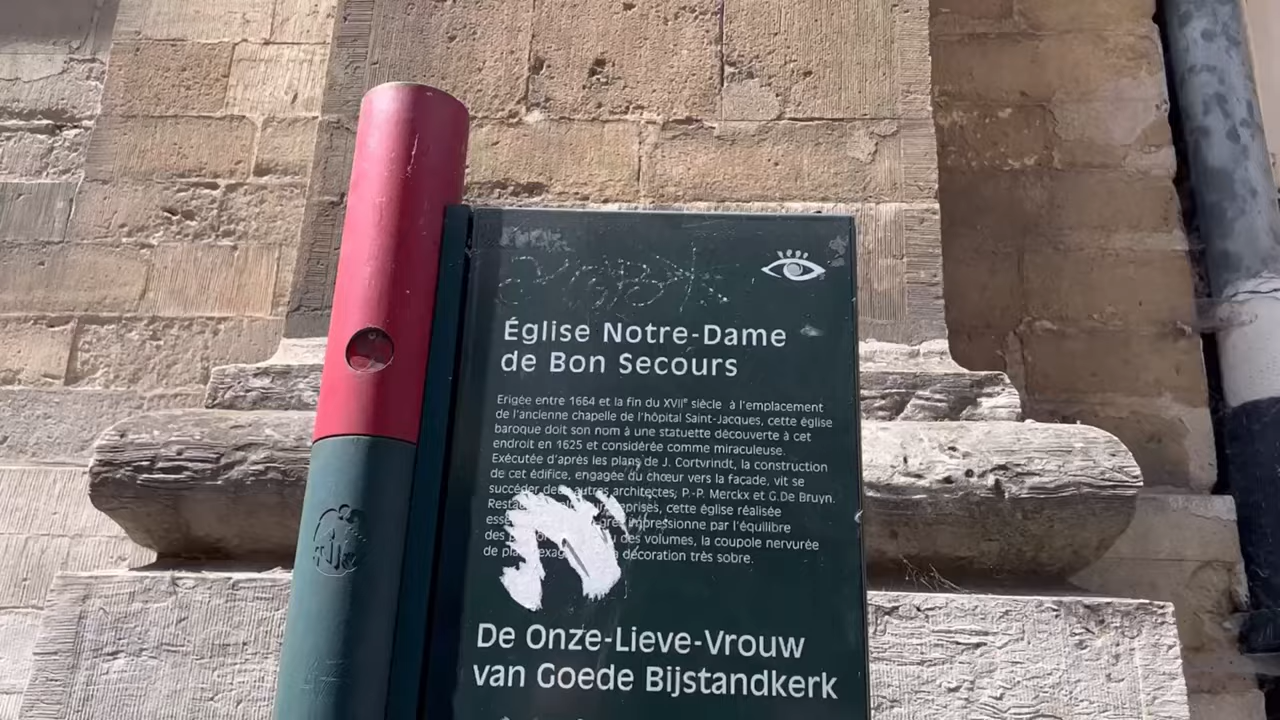 Église Notre-Dame
de Bon Secours
Erigée entre 1664 et la fin du XVIIe siècle à l'emplacement
de l'ancienne chapelle de l'hôpital Saint-Jacques, cette église
baroque doit son nom à une statuette découverte à cet
endroit en 1625 et considérée comme miraculeuse.
Exécutée d'après les plans de J. Cortvrindt, la construction
de cet édifice, engagée du chœur vers la façade, vit se
succéder deux autres architectes, P.-P. Merckx et G.De Bruyn.
cette église réalisée
impressionne par l'équilibre
des des volumes, la coupole nervurée
de décoration très sobre.
De Onze-Lieve-Vrouw
van Goede Bijstandkerk